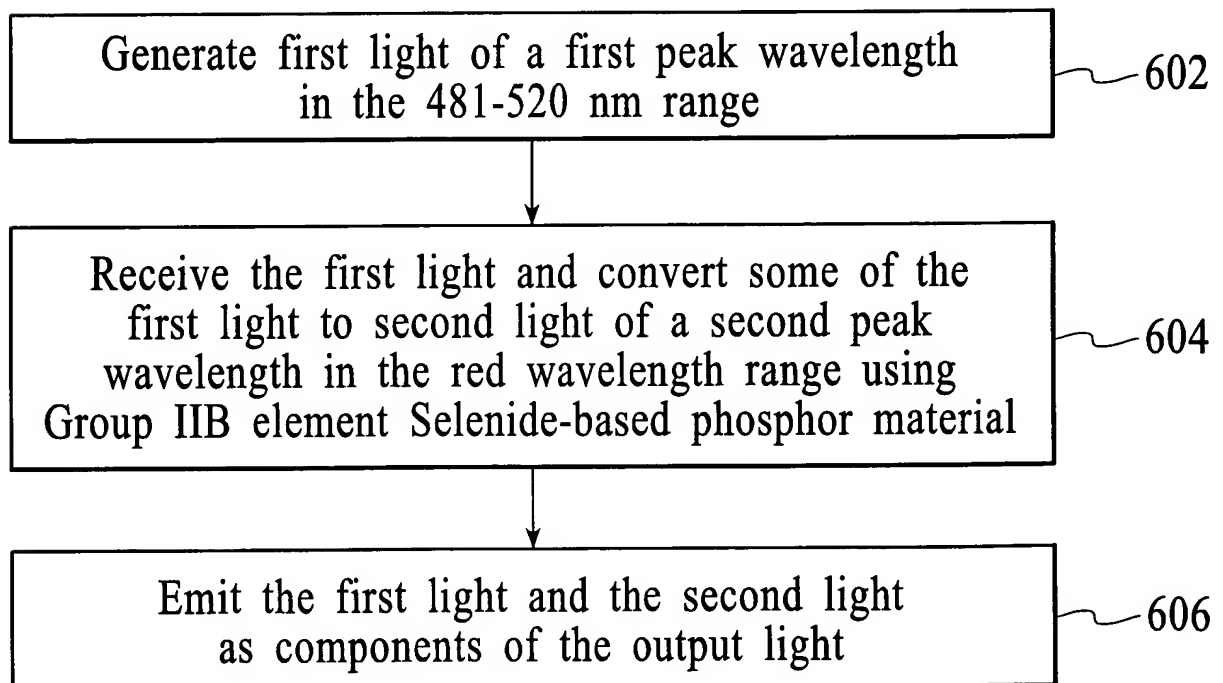 Generate first light of a first peak wavelength
in the 481-520 nm range
602
Receive the first light and convert some of the
first light to second light of a second peak
wavelength in the red wavelength range using
Group IIB element Selenide-based phosphor material
604
Emit the first light and the second light
as components of the output light
606